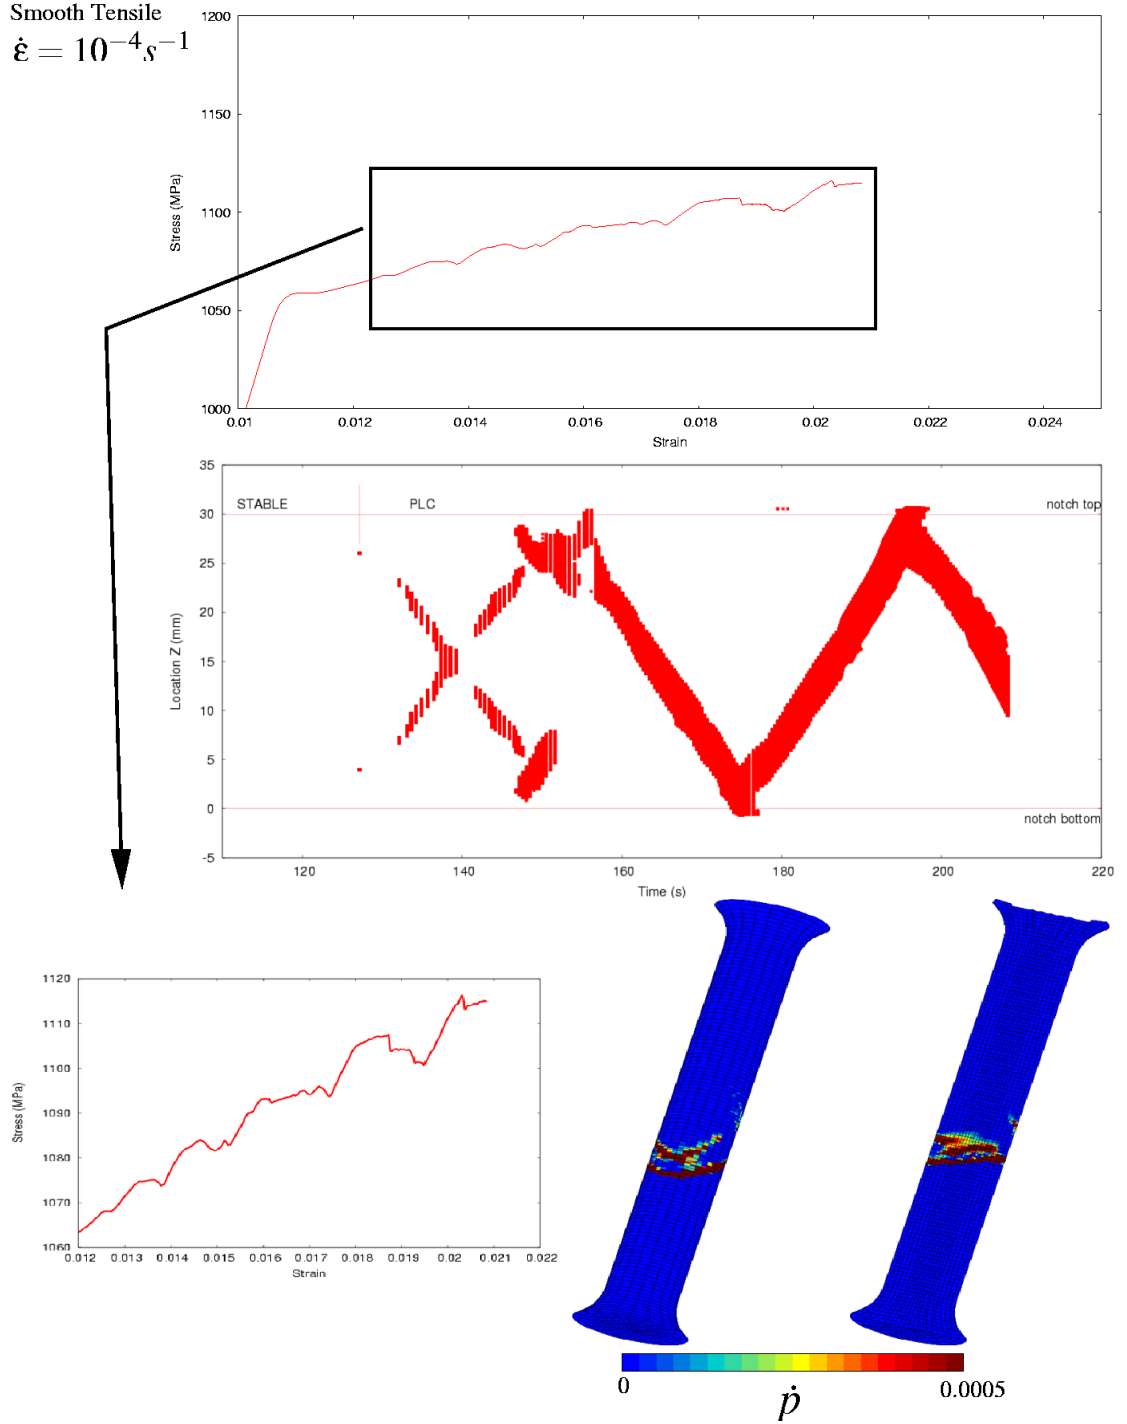 Smooth Tensile
ε̇ = 10⁻⁴s⁻¹
1200
1150
1100
1050
1000
Stress (MPa)
0.01 0.012 0.014 0.016 0.018 0.02 0.022 0.024
Strain
35
30
25
20
15
10
5
0
-5
Location Z (mm)
STABLE PLC notch top
notch bottom
120 140 160 180 200 220
Time (s)
1120
1110
1100
1090
1080
1070
1060
Stress (MPa)
0.012 0.013 0.014 0.015 0.016 0.017 0.018 0.019 0.02 0.021 0.022
Strain
0 0.0005
ṗ